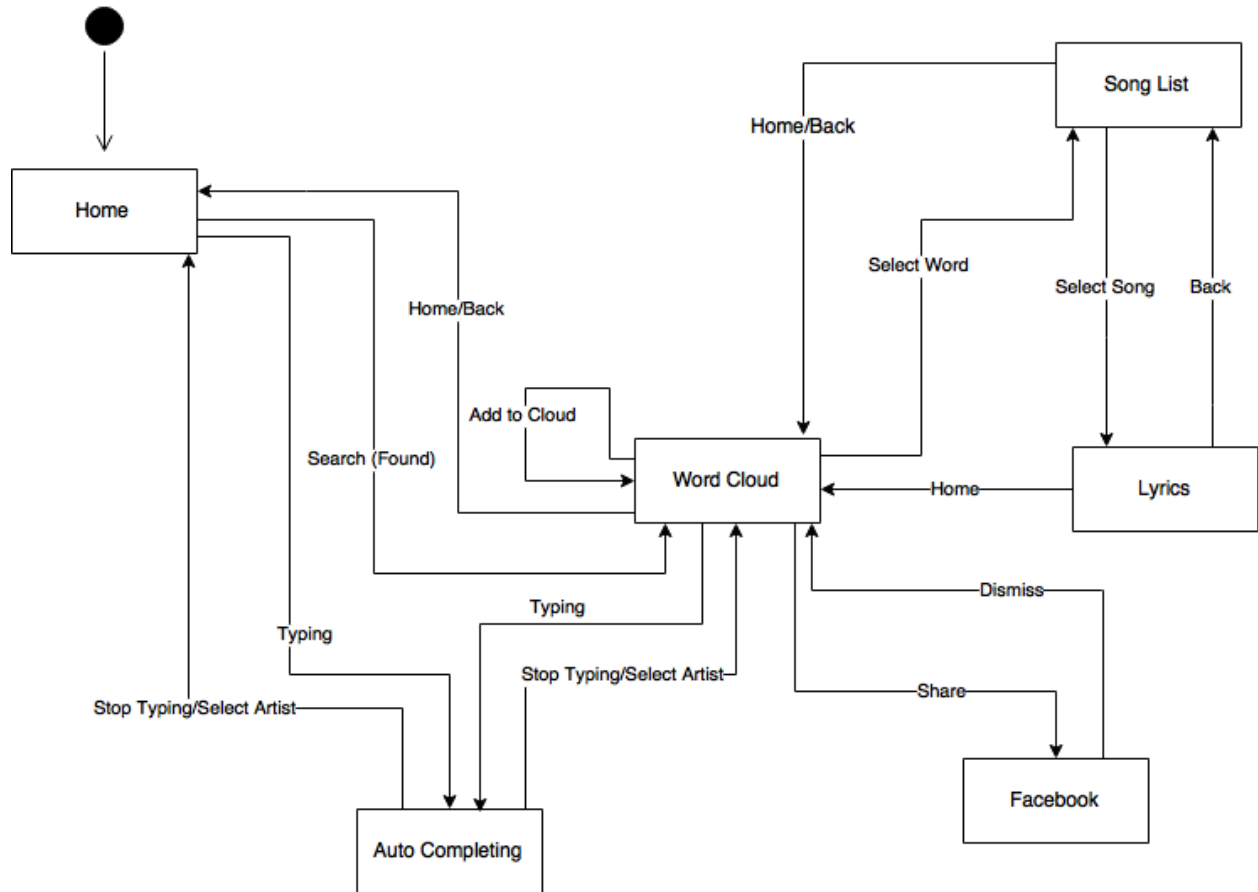 Song List
Home/Back
Home
Select Word
Select Song
Back
Home/Back
Add to Cloud
Search (Found)
Word Cloud
Home
Lyrics
Dismiss
Typing
Typing
Stop Typing/Select Artist
Share
Stop Typing/Select Artist
Facebook
Auto Completing